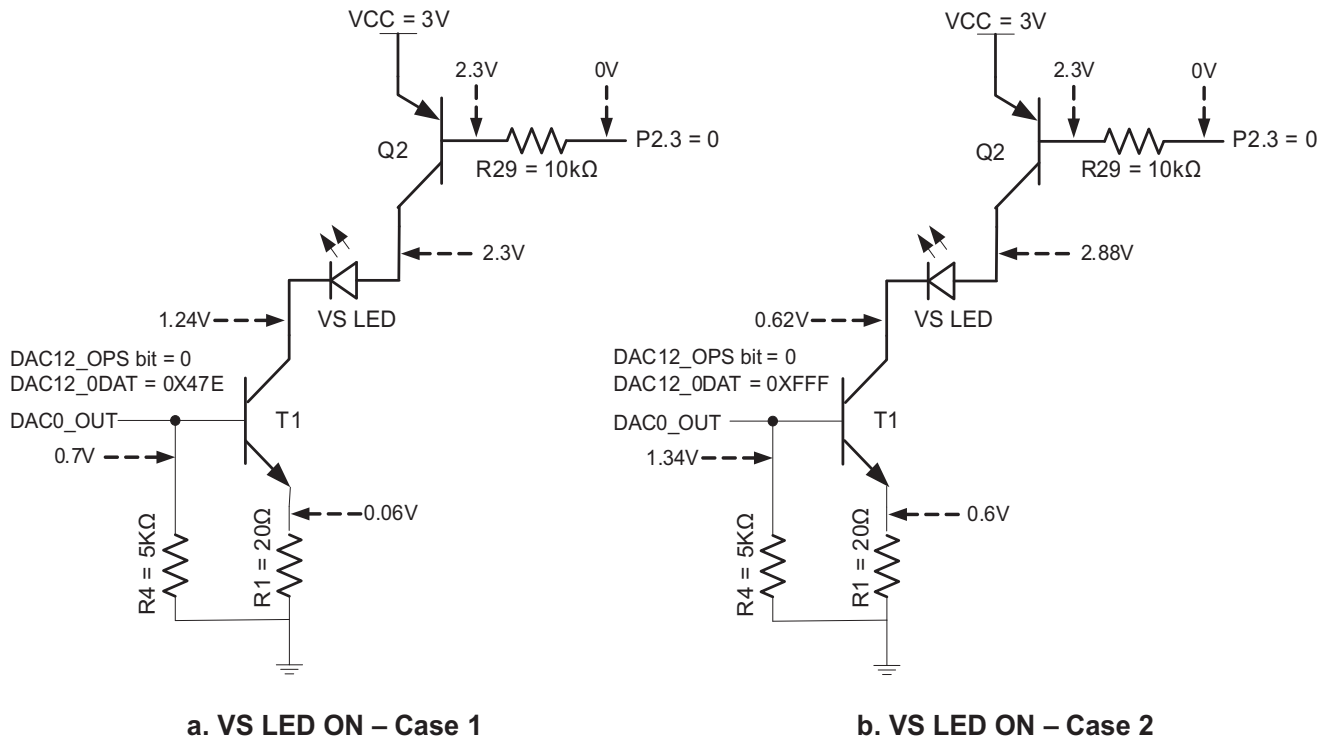 VCC = 3V
2.3V
0V
P2.3 = 0
Q2
R29 = 10kΩ
2.3V
VS LED
1.24V
DAC12_OPS bit = 0
DAC12_0DAT = 0X47E
DAC0_OUT
T1
0.7V
0.06V
R4 = 5KΩ
R1 = 20Ω
a. VS LED ON – Case 1
VCC = 3V
2.3V
0V
P2.3 = 0
Q2
R29 = 10kΩ
2.88V
VS LED
0.62V
DAC12_OPS bit = 0
DAC12_0DAT = 0XFFF
DAC0_OUT
T1
1.34V
0.6V
R4 = 5KΩ
R1 = 20Ω
b. VS LED ON – Case 2